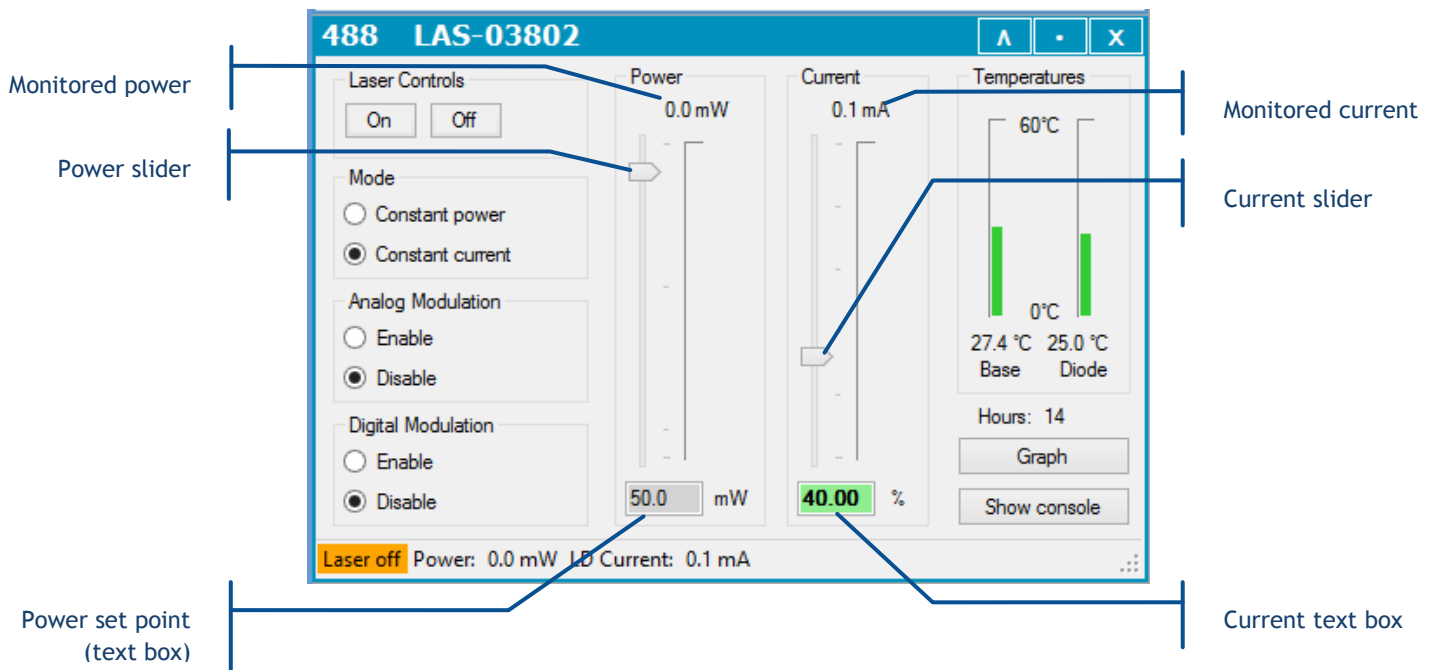 488 LAS-03802
Λ • X
Monitored power
Power slider
Power set point
(text box)
Laser Controls
On Off
Mode
Constant power
Constant current
Analog Modulation
Enable
Disable
Digital Modulation
Enable
Disable
Power
0.0 mW
50.0 mW
Current
0.1 mA
40.00 %
Temperatures
60°C
0°C
27.4 °C 25.0 °C
Base Diode
Hours: 14
Graph
Show console
Laser off Power: 0.0 mW LD Current: 0.1 mA
Monitored current
Current slider
Current text box